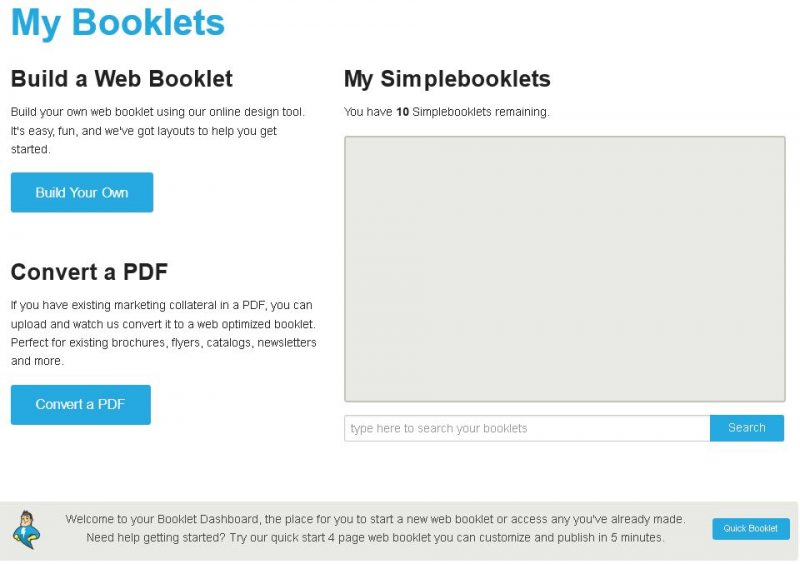 My Booklets
Build a Web Booklet
Build your own web booklet using our online design tool.
It's easy, fun, and we've got layouts to help you get
started.
Build Your Own
Convert a PDF
If you have existing marketing collateral in a PDF, you can
upload and watch us convert it to a web optimized booklet.
Perfect for existing brochures, flyers, catalogs, newsletters
and more.
Convert a PDF
My Simplebooklets
You have 10 Simplebooklets remaining.
type here to search your booklets
Search
Welcome to your Booklet Dashboard, the place for you to start a new web booklet or access any you've already made.
Need help getting started? Try our quick start 4 page web booklet you can customize and publish in 5 minutes.
Quick Booklet